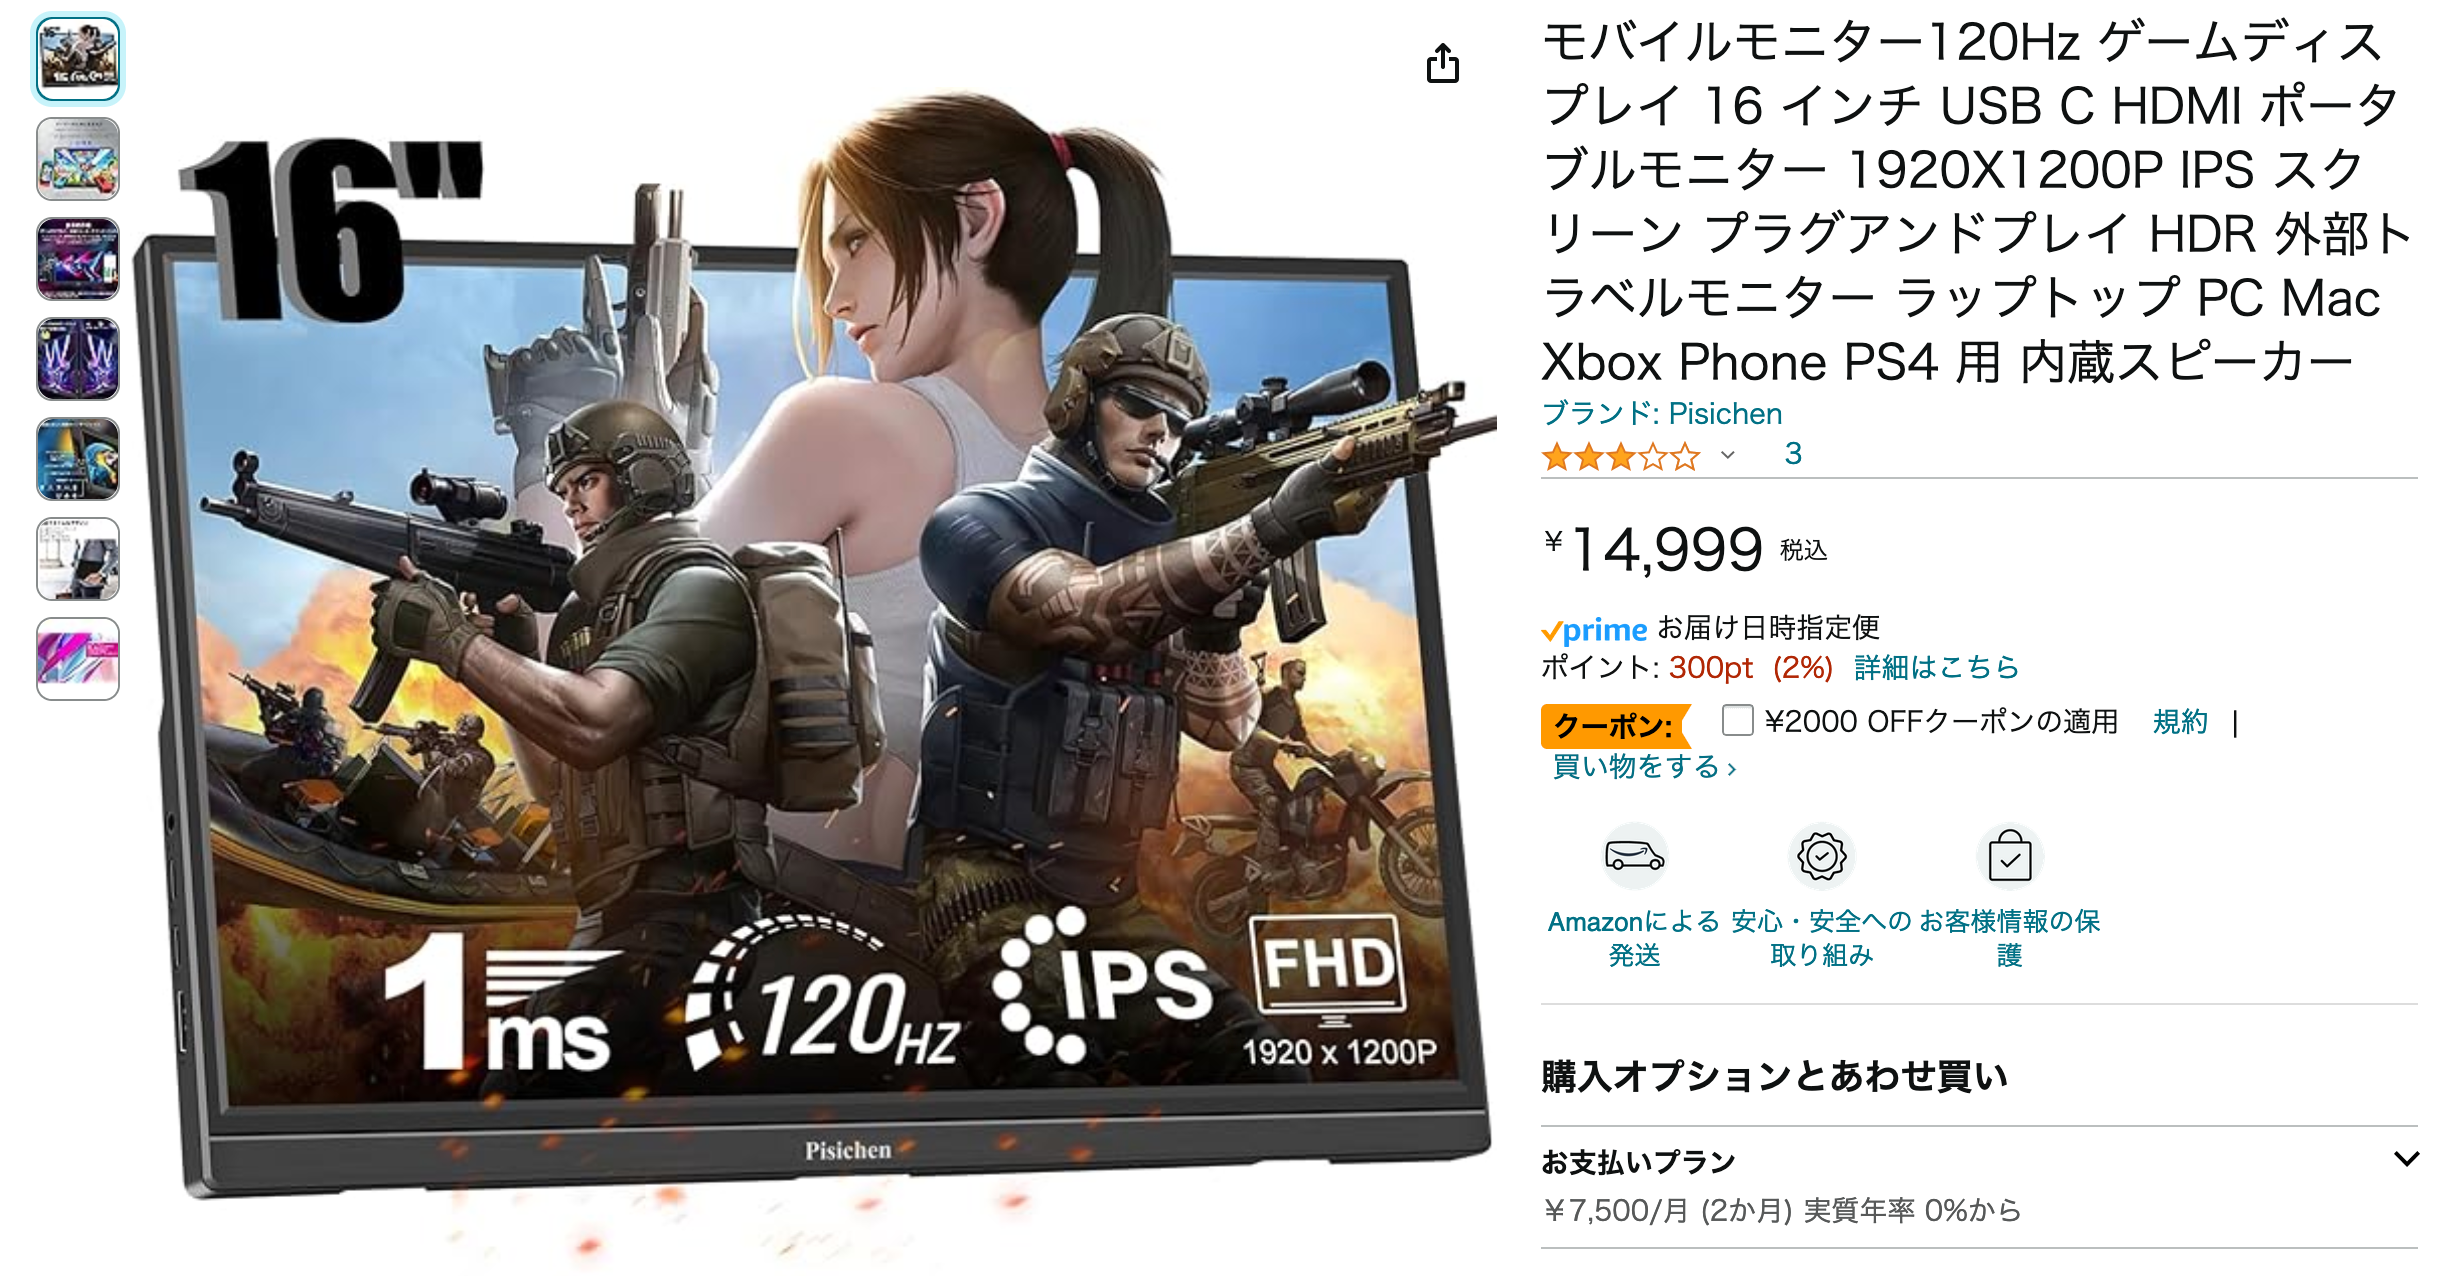 16"
1ms
120HZ
IPS
FHD
1920 x 1200P
Pisichen
モバイルモニター120Hz ゲームディス
プレイ 16 インチ USB C HDMI ポータ
ブルモニター 1920X1200P IPS スク
リーン プラグアンドプレイ HDR 外部ト
ラベルモニター ラップトップ PC Mac
Xbox Phone PS4 用 内蔵スピーカー
ブランド: Pisichen
3
¥14,999 税込
prime お届け日時指定便
ポイント: 300pt (2%) 詳細はこちら
クーポン: ¥2000 OFFクーポンの適用 規約 |
買い物をする ›
Amazonによる
発送
安心・安全への
取り組み
お客様情報の保
護
購入オプションとあわせ買い
お支払いプラン
¥7,500/月 (2か月) 実質年率 0%から